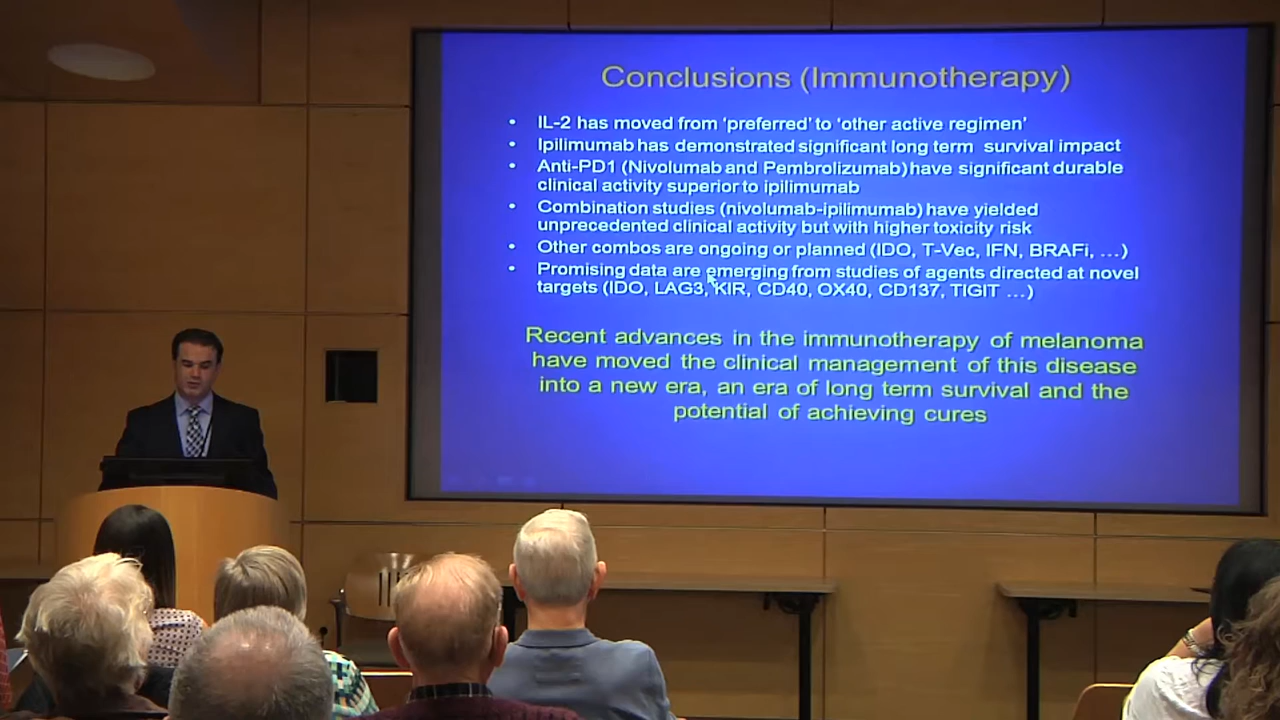 Conclusions (Immunotherapy)
• IL-2 has moved from ‘preferred’ to ‘other active regimen’
• Ipilimumab has demonstrated significant long term survival impact
• Anti-PD1 (Nivolumab and Pembrolizumab) have significant durable
clinical activity superior to ipilimumab
• Combination studies (nivolumab-ipilimumab) have yielded
unprecedented clinical activity but with higher toxicity risk
• Other combos are ongoing or planned (IDO, T-Vec, IFN, BRAFi, ...)
• Promising data are emerging from studies of agents directed at novel
targets (IDO, LAG3, KIR, CD40, OX40, CD137, TIGIT ...)
Recent advances in the immunotherapy of melanoma
have moved the clinical management of this disease
into a new era, an era of long term survival and the
potential of achieving cures